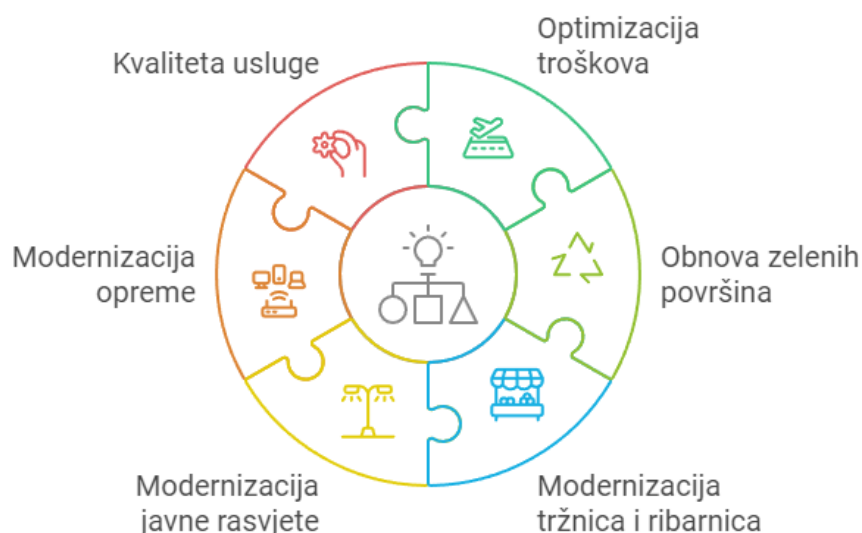 Kvaliteta usluge
Optimizacija
troškova
Modernizacija
opreme
Obnova zelenih
površina
Modernizacija
javne rasvjete
Modernizacija
tržnica i ribarnica